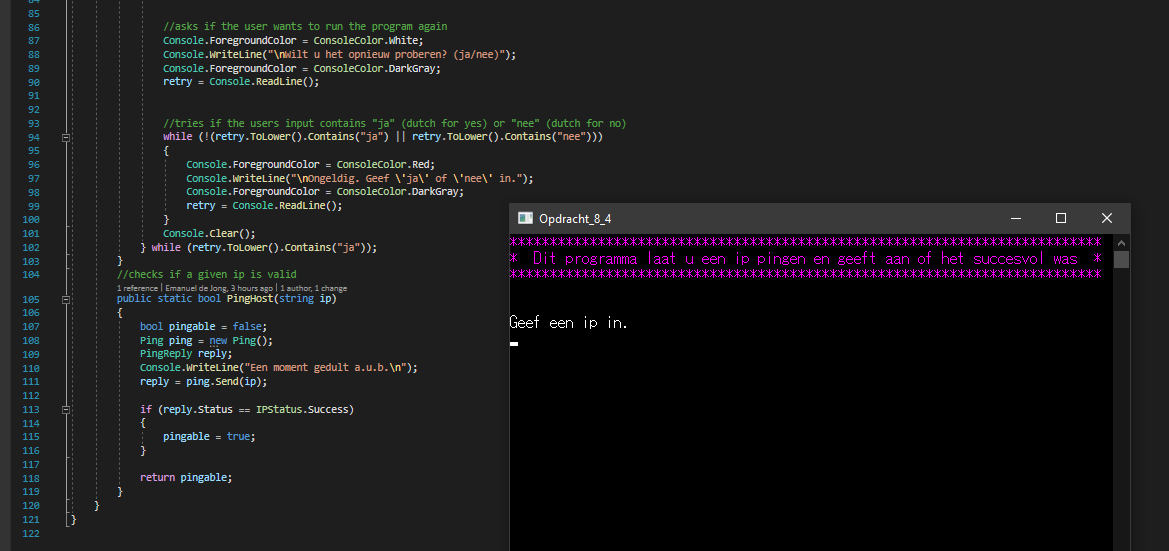 85
86 //asks if the user wants to run the program again
87 Console.ForegroundColor = ConsoleColor.White;
88 Console.WriteLine("\nWilt u het opnieuw proberen? (ja/nee)");
89 Console.ForegroundColor = ConsoleColor.DarkGray;
90 retry = Console.ReadLine();
91
92
93 //tries if the users input contains "ja" (dutch for yes) or "nee" (dutch for no)
94 while (!(retry.ToLower().Contains("ja") || retry.ToLower().Contains("nee")))
95 {
96 Console.ForegroundColor = ConsoleColor.Red;
97 Console.WriteLine("\nOngeldig. Geef \'ja\' of \'nee\' in.");
98 Console.ForegroundColor = ConsoleColor.DarkGray;
99 retry = Console.ReadLine();
100 }
101 Console.Clear();
102 } while (retry.ToLower().Contains("ja"));
103 }
104 //checks if a given ip is valid
1 reference | Emanuel de Jong, 3 hours ago | 1 author, 1 change
105 public static bool PingHost(string ip)
106 {
107 bool pingable = false;
108 Ping ping = new Ping();
109 PingReply reply;
110 Console.WriteLine("Een moment gedult a.u.b.\n");
111 reply = ping.Send(ip);
112
113 if (reply.Status == IPStatus.Success)
114 {
115 pingable = true;
116 }
117
118 return pingable;
119 }
120 }
121 }
122
Opdracht_8_4
**************************************************************************
* Dit programma laat u een ip pingen en geeft aan of het succesvol was *
**************************************************************************
Geef een ip in.